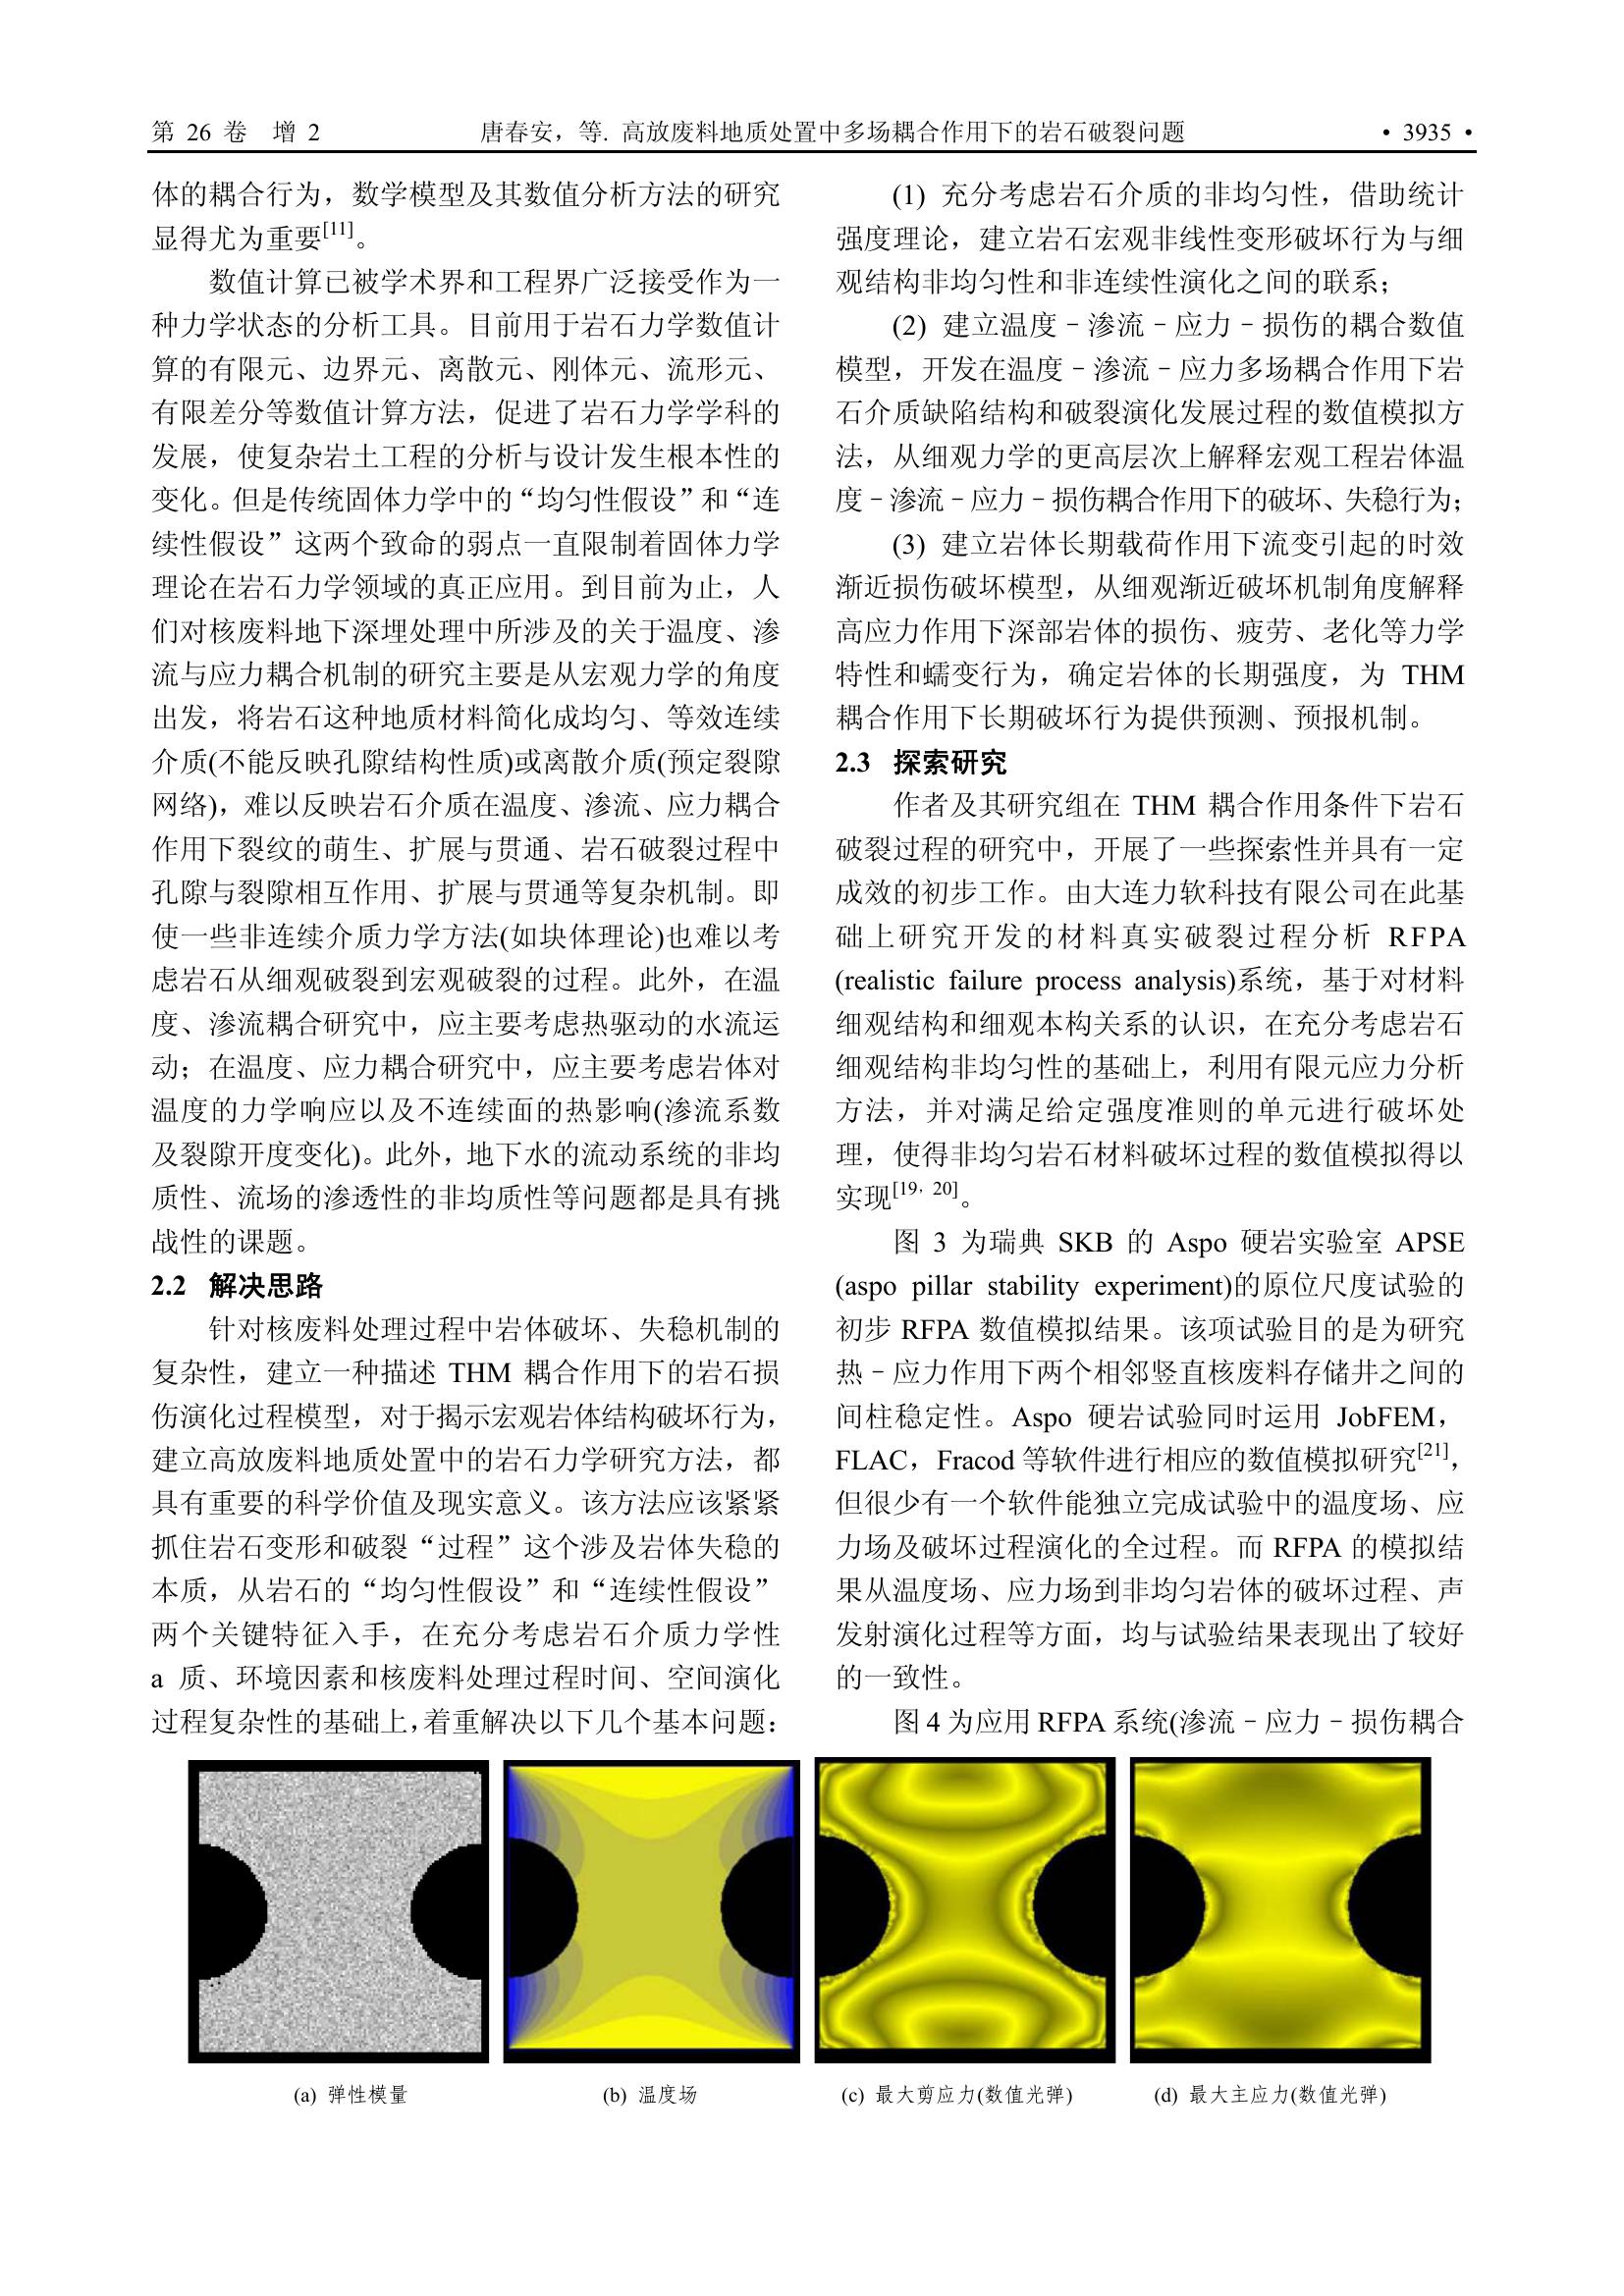 第 26 卷 增 2 唐春安，等. 高放废料地质处置中多场耦合作用下的岩石破裂问题 • 3935 •
体的耦合行为，数学模型及其数值分析方法的研究
显得尤为重要[11]。
数值计算已被学术界和工程界广泛接受作为一
种力学状态的分析工具。目前用于岩石力学数值计
算的有限元、边界元、离散元、刚体元、流形元、
有限差分等数值计算方法，促进了岩石力学学科的
发展，使复杂岩土工程的分析与设计发生根本性的
变化。但是传统固体力学中的“均匀性假设”和“连
续性假设”这两个致命的弱点一直限制着固体力学
理论在岩石力学领域的真正应用。到目前为止，人
们对核废料地下深埋处理中所涉及的关于温度、渗
流与应力耦合机制的研究主要是从宏观力学的角度
出发，将岩石这种地质材料简化成均匀、等效连续
介质(不能反映孔隙结构性质)或离散介质(预定裂隙
网络)，难以反映岩石介质在温度、渗流、应力耦合
作用下裂纹的萌生、扩展与贯通、岩石破裂过程中
孔隙与裂隙相互作用、扩展与贯通等复杂机制。即
使一些非连续介质力学方法(如块体理论)也难以考
虑岩石从细观破裂到宏观破裂的过程。此外，在温
度、渗流耦合研究中，应主要考虑热驱动的水流运
动；在温度、应力耦合研究中，应主要考虑岩体对
温度的力学响应以及不连续面的热影响(渗流系数
及裂隙开度变化)。此外，地下水的流动系统的非均
质性、流场的渗透性的非均质性等问题都是具有挑
战性的课题。
2.2 解决思路
针对核废料处理过程中岩体破坏、失稳机制的
复杂性，建立一种描述 THM 耦合作用下的岩石损
伤演化过程模型，对于揭示宏观岩体结构破坏行为，
建立高放废料地质处置中的岩石力学研究方法，都
具有重要的科学价值及现实意义。该方法应该紧紧
抓住岩石变形和破裂“过程”这个涉及岩体失稳的
本质，从岩石的“均匀性假设”和“连续性假设”
两个关键特征入手，在充分考虑岩石介质力学性
a 质、环境因素和核废料处理过程时间、空间演化
过程复杂性的基础上，着重解决以下几个基本问题：
(1) 充分考虑岩石介质的非均匀性，借助统计
强度理论，建立岩石宏观非线性变形破坏行为与细
观结构非均匀性和非连续性演化之间的联系；
(2) 建立温度－渗流－应力－损伤的耦合数值
模型，开发在温度－渗流－应力多场耦合作用下岩
石介质缺陷结构和破裂演化发展过程的数值模拟方
法，从细观力学的更高层次上解释宏观工程岩体温
度－渗流－应力－损伤耦合作用下的破坏、失稳行为；
(3) 建立岩体长期载荷作用下流变引起的时效
渐近损伤破坏模型，从细观渐近破坏机制角度解释
高应力作用下深部岩体的损伤、疲劳、老化等力学
特性和蠕变行为，确定岩体的长期强度，为 THM
耦合作用下长期破坏行为提供预测、预报机制。
2.3 探索研究
作者及其研究组在 THM 耦合作用条件下岩石
破裂过程的研究中，开展了一些探索性并具有一定
成效的初步工作。由大连力软科技有限公司在此基
础上研究开发的材料真实破裂过程分析 RFPA
(realistic failure process analysis)系统，基于对材料
细观结构和细观本构关系的认识，在充分考虑岩石
细观结构非均匀性的基础上，利用有限元应力分析
方法，并对满足给定强度准则的单元进行破坏处
理，使得非均匀岩石材料破坏过程的数值模拟得以
实现[19，20]。
图 3 为瑞典 SKB 的 Aspo 硬岩实验室 APSE
(aspo pillar stability experiment)的原位尺度试验的
初步 RFPA 数值模拟结果。该项试验目的是为研究
热－应力作用下两个相邻竖直核废料存储井之间的
间柱稳定性。Aspo 硬岩试验同时运用 JobFEM，
FLAC，Fracod 等软件进行相应的数值模拟研究[21]，
但很少有一个软件能独立完成试验中的温度场、应
力场及破坏过程演化的全过程。而 RFPA 的模拟结
果从温度场、应力场到非均匀岩体的破坏过程、声
发射演化过程等方面，均与试验结果表现出了较好
的一致性。
图 4 为应用 RFPA 系统(渗流－应力－损伤耦合
(a) 弹性模量 (b) 温度场 (c) 最大剪应力(数值光弹) (d) 最大主应力(数值光弹)